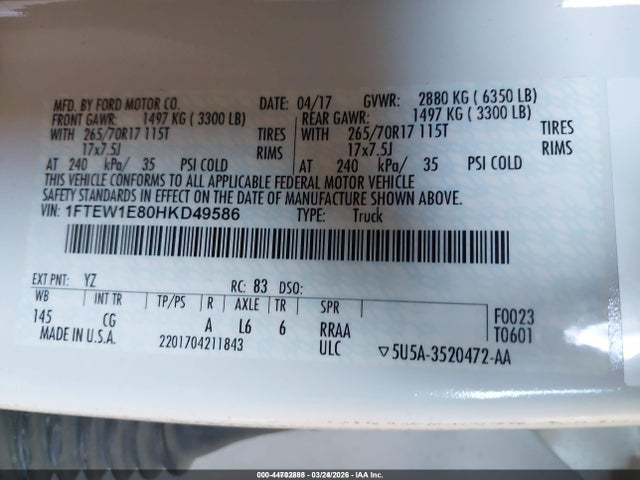 MFD. BY FORD MOTOR CO. DATE: 04/17 GVWR: 2880 KG ( 6350 LB)
FRONT GAWR: 1497 KG ( 3300 LB) REAR GAWR: 1497 KG ( 3300 LB)
WITH 265/70R17 115T TIRES WITH 265/70R17 115T TIRES
17x7.5J RIMS 17x7.5J RIMS
AT 240 kPa/ 35 PSI COLD AT 240 kPa/ 35 PSI COLD
THIS VEHICLE CONFORMS TO ALL APPLICABLE FEDERAL MOTOR VEHICLE
SAFETY STANDARDS IN EFFECT ON THE DATE OF MANUFACTURE SHOWN ABOVE.
VIN: 1FTEW1E80HKD49586 TYPE: Truck
EXT PNT: YZ RC: 83 DSO:
WB INT TR TP/PS R AXLE TR SPR F0023
145 CG A L6 6 RRAA T0601
MADE IN U.S.A. 2201704211843 ULC ▽5U5A-3520472-AA
000-44702888 - 03/24/2026 - IAA Inc.